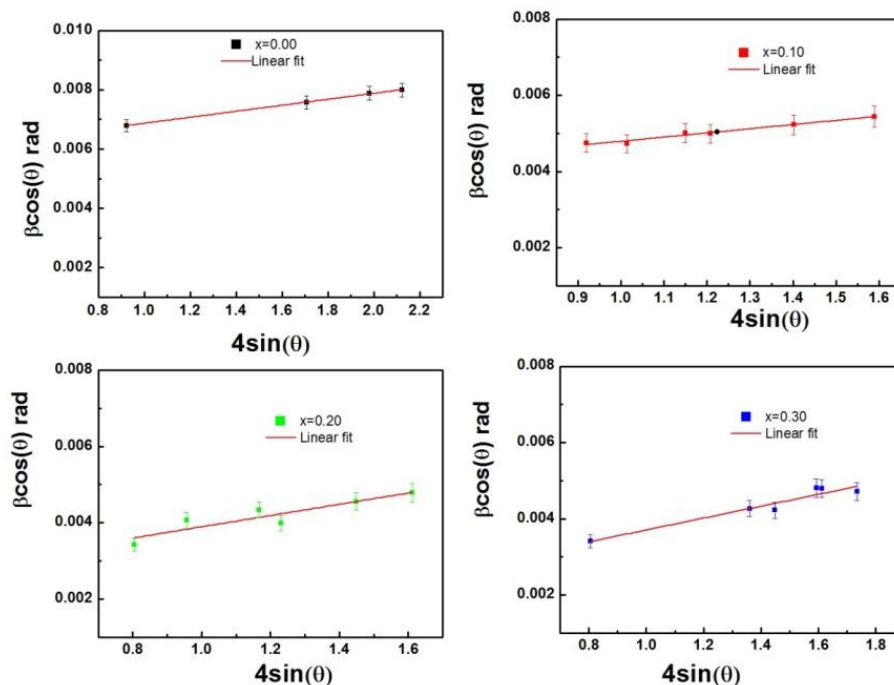 0.010
0.008
0.006
0.004
0.002
βcos(θ) rad
x=0.00
Linear fit
0.8 1.0 1.2 1.4 1.6 1.8 2.0 2.2
4sin(θ)
0.008
0.006
0.004
0.002
βcos(θ) rad
x=0.10
Linear fit
0.9 1.0 1.1 1.2 1.3 1.4 1.5 1.6
4sin(θ)
0.008
0.006
0.004
0.002
βcos(θ) rad
x=0.20
Linear fit
0.8 1.0 1.2 1.4 1.6
4sin(θ)
0.008
0.006
0.004
0.002
βcos(θ) rad
x=0.30
Linear fit
0.8 1.0 1.2 1.4 1.6 1.8
4sin(θ)